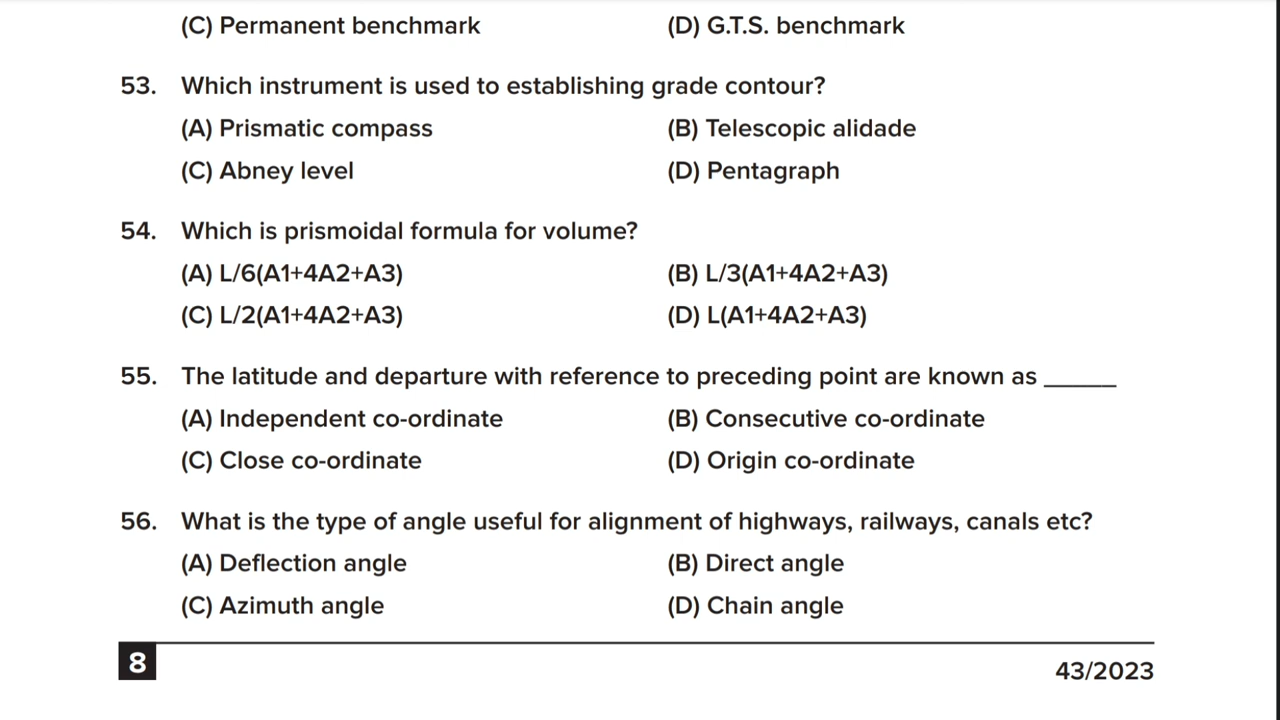 (C) Permanent benchmark (D) G.T.S. benchmark
53. Which instrument is used to establishing grade contour?
(A) Prismatic compass (B) Telescopic alidade
(C) Abney level (D) Pentagraph
54. Which is prismoidal formula for volume?
(A) L/6(A1+4A2+A3) (B) L/3(A1+4A2+A3)
(C) L/2(A1+4A2+A3) (D) L(A1+4A2+A3)
55. The latitude and departure with reference to preceding point are known as ______
(A) Independent co-ordinate (B) Consecutive co-ordinate
(C) Close co-ordinate (D) Origin co-ordinate
56. What is the type of angle useful for alignment of highways, railways, canals etc?
(A) Deflection angle (B) Direct angle
(C) Azimuth angle (D) Chain angle
8 43/2023